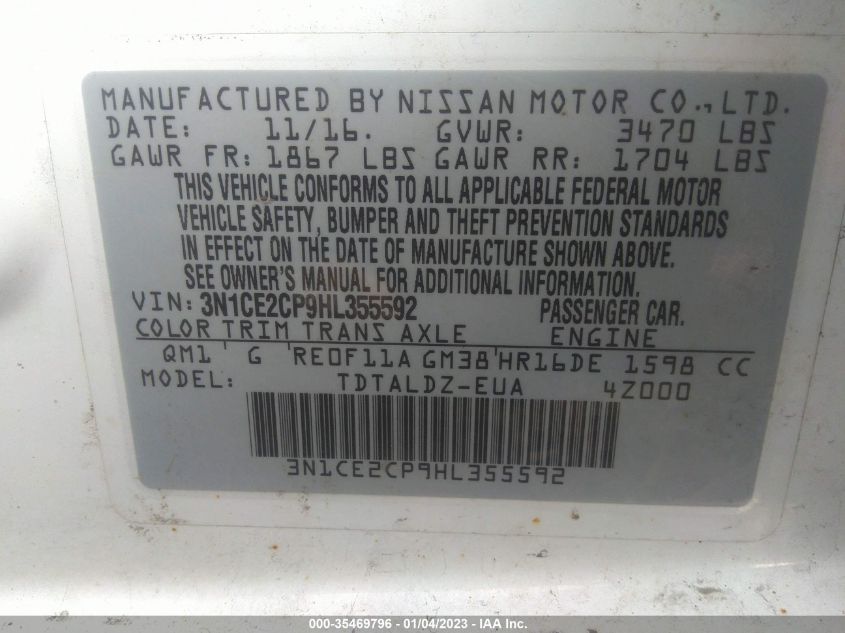 MANUFACTURED BY NISSAN MOTOR CO., LTD.
DATE: 11/16. GVWR: 3470 LBS
GAWR FR: 1867 LBS GAWR RR: 1704 LBS
THIS VEHICLE CONFORMS TO ALL APPLICABLE FEDERAL MOTOR
VEHICLE SAFETY, BUMPER AND THEFT PREVENTION STANDARDS
IN EFFECT ON THE DATE OF MANUFACTURE SHOWN ABOVE.
SEE OWNER'S MANUAL FOR ADDITIONAL INFORMATION.
VIN: 3N1CE2CP9HL355592 PASSENGER CAR.
COLOR TRIM TRANS AXLE ENGINE
QM1 ' G 'RE0F11A GM38'HR16DE 1598 CC
MODEL: TDTALDZ-EUA 4Z000
3N1CE2CP9HL355592
000-35469796 - 01/04/2023 - IAA Inc.